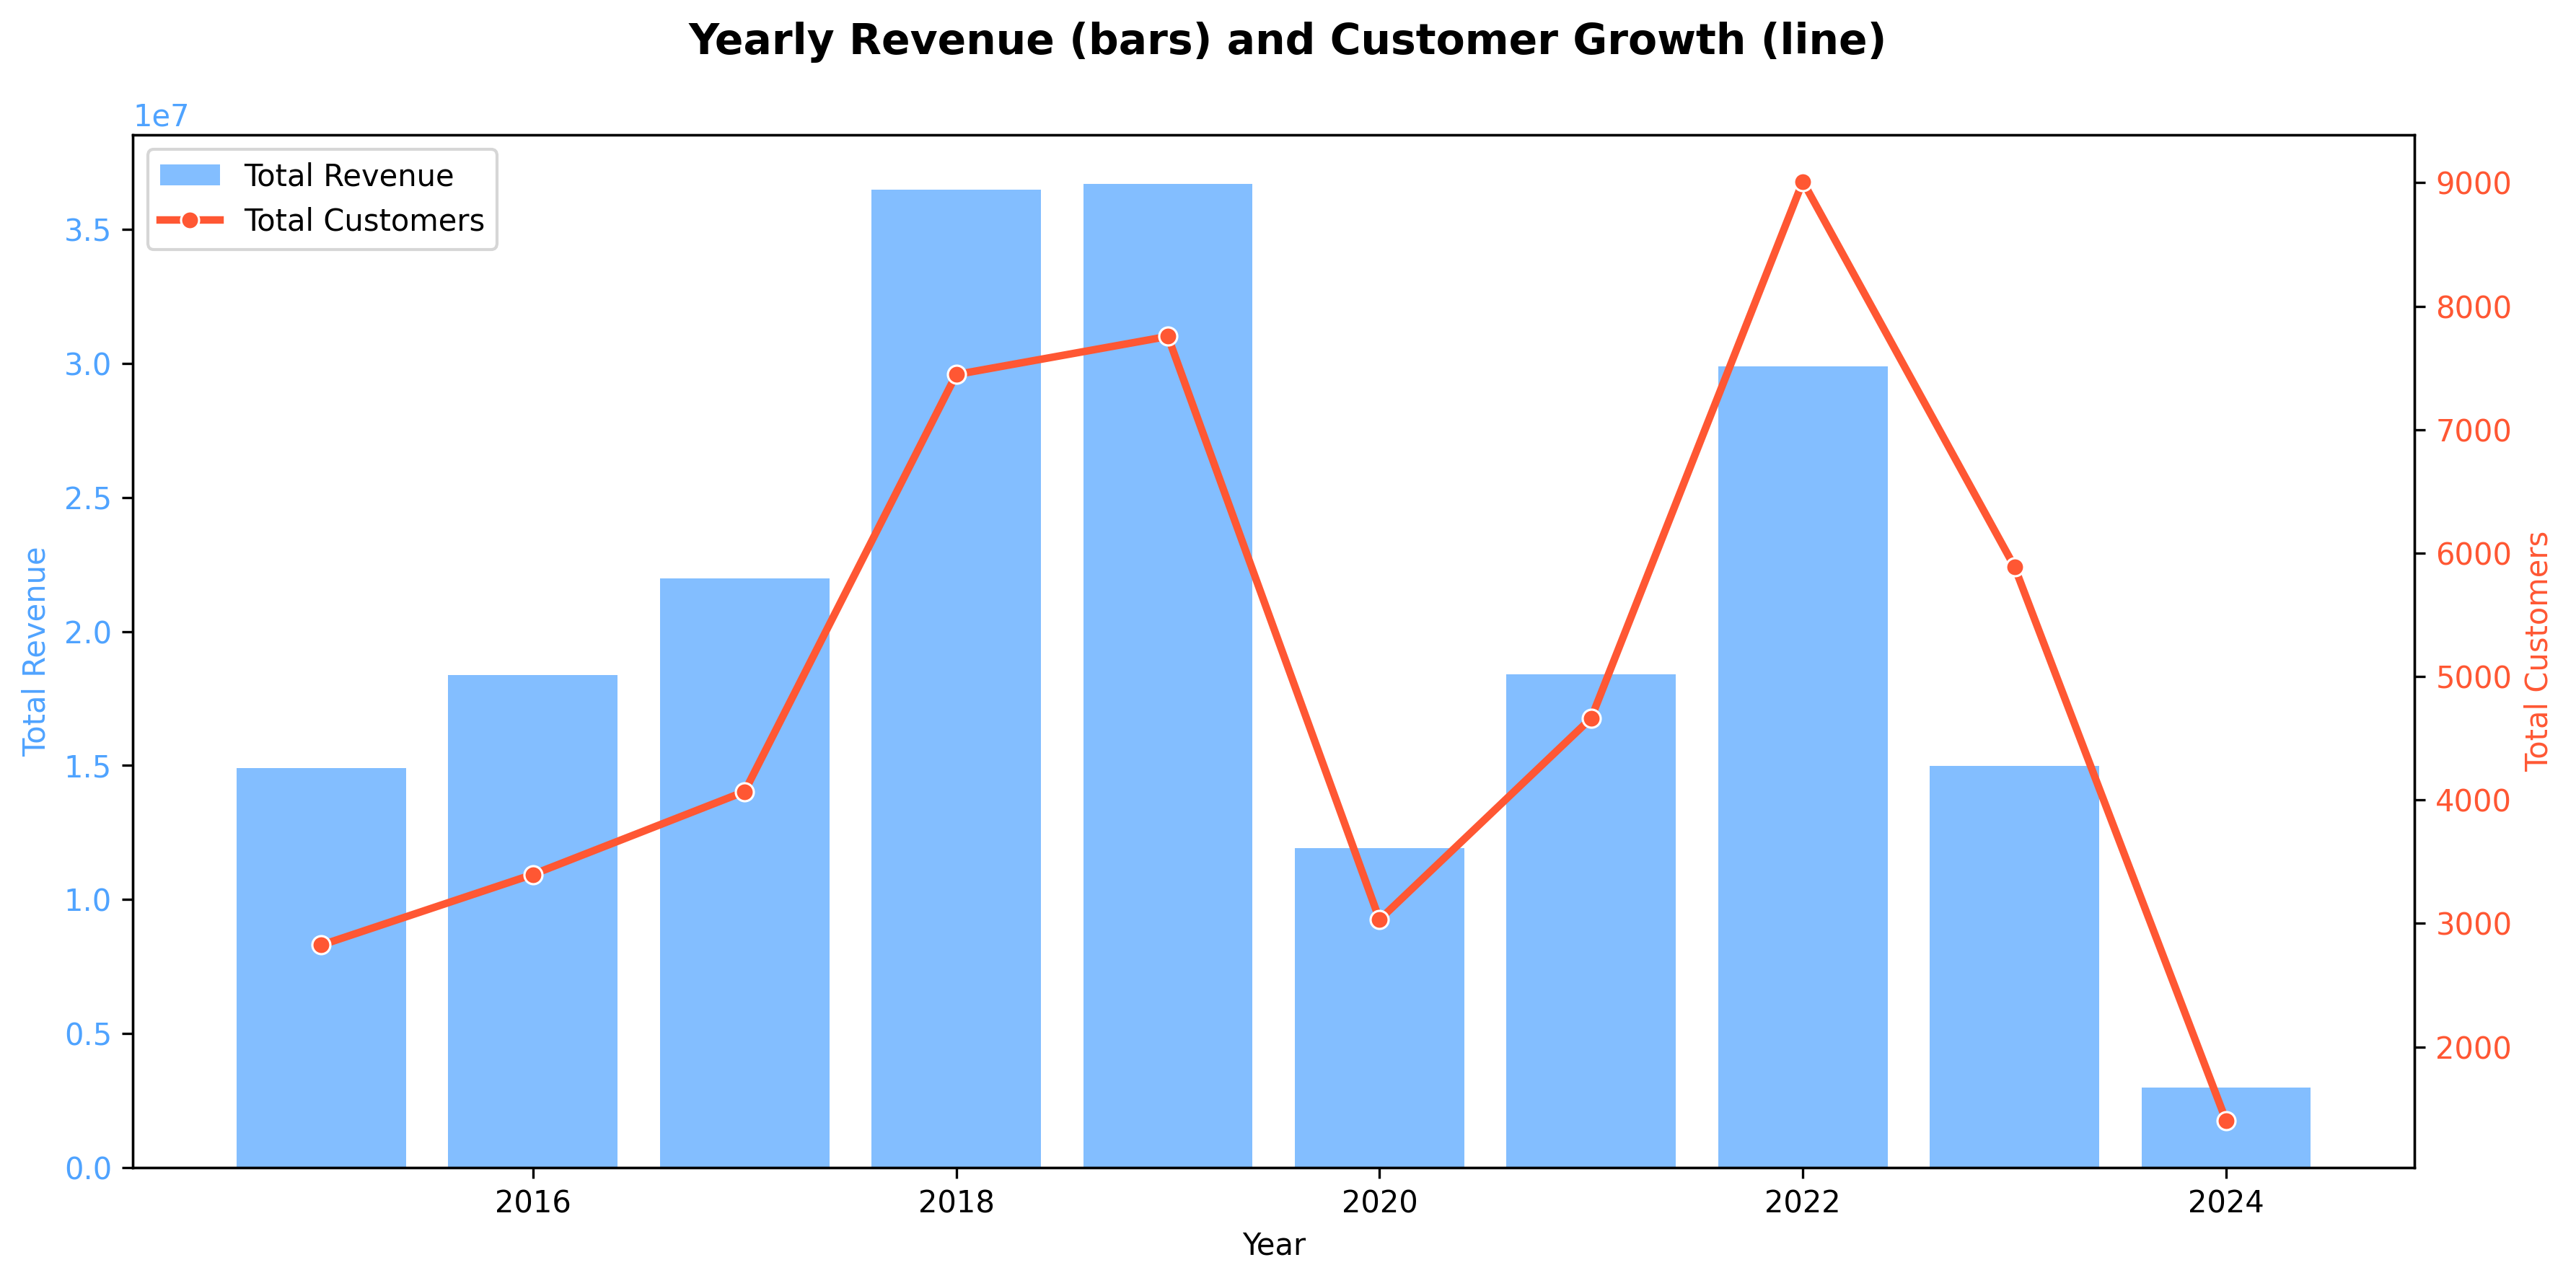 Yearly Revenue (bars) and Customer Growth (line)
1e7
Total Revenue
Total Customers
3.5
3.0
2.5
2.0
1.5
1.0
0.5
0.0
Total Revenue
9000
8000
7000
6000
5000
4000
3000
2000
Total Customers
2016 2018 2020 2022 2024
Year